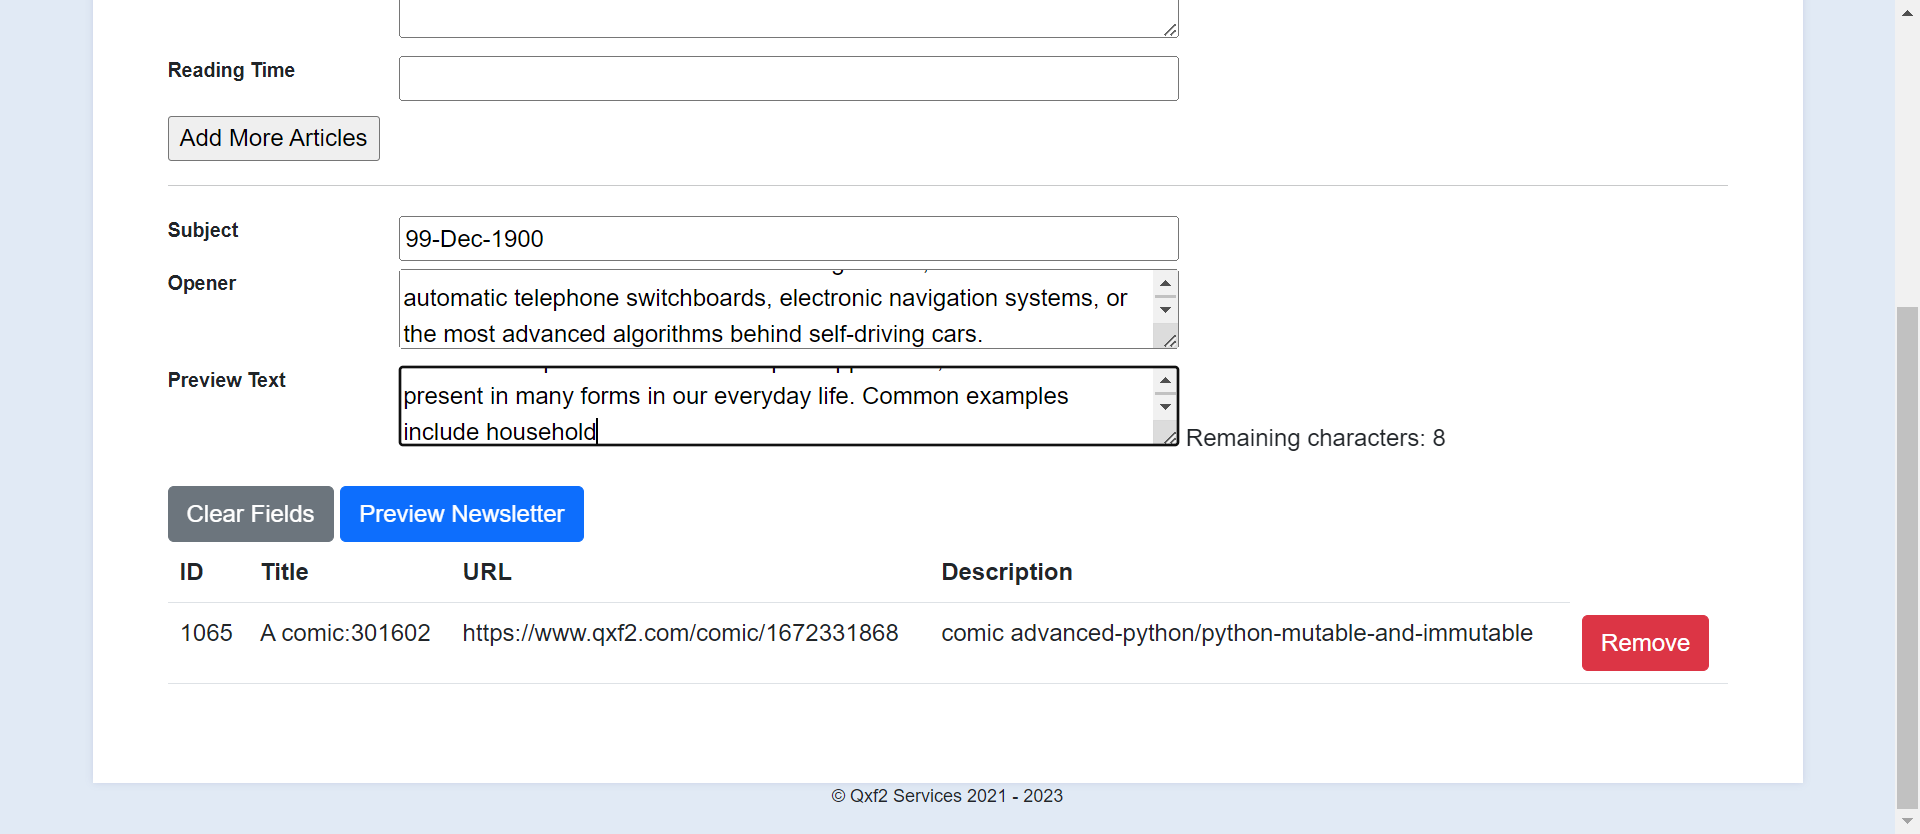 Reading Time
Add More Articles
Subject
99-Dec-1900
Opener
automatic telephone switchboards, electronic navigation systems, or
the most advanced algorithms behind self-driving cars.
Preview Text
present in many forms in our everyday life. Common examples
include household
Remaining characters: 8
Clear Fields
Preview Newsletter
ID Title URL Description
1065 A comic:301602 https://www.qxf2.com/comic/1672331868 comic advanced-python/python-mutable-and-immutable Remove
© Qxf2 Services 2021 - 2023